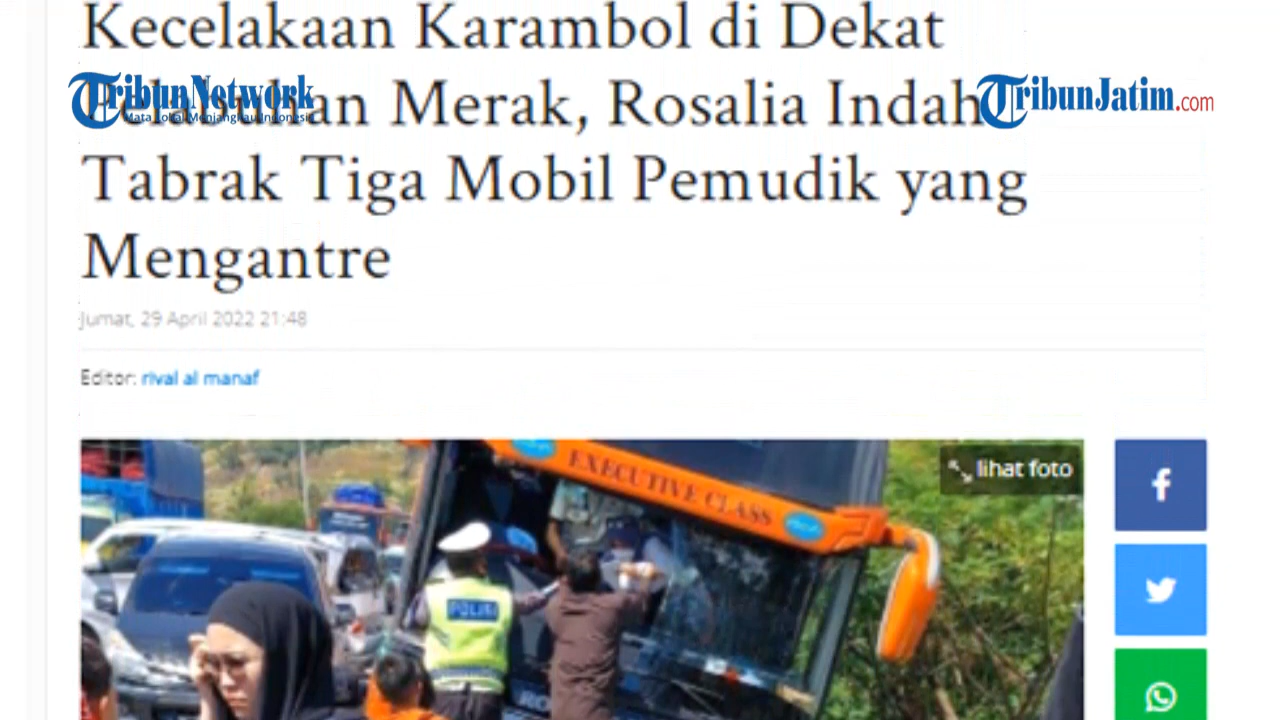 Kecelakaan Karambol di Dekat
Pelabuhan Merak, Rosalia Indah
Tabrak Tiga Mobil Pemudik yang
Mengantre
TribunNetwork
Mata Lokal Menjangkau Indonesia
TribunJatim.com
Jumat, 29 April 2022 21:48
Editor: rival al manaf
lihat foto
EXECUTIVE CLASS
POLISI